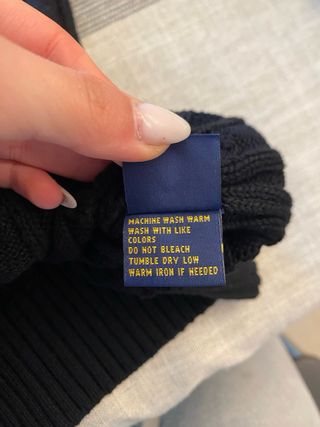 MACHINE WASH WARM
WASH WITH LIKE
COLORS
DO NOT BLEACH
TUMBLE DRY LOW
WARM IRON IF NEEDED